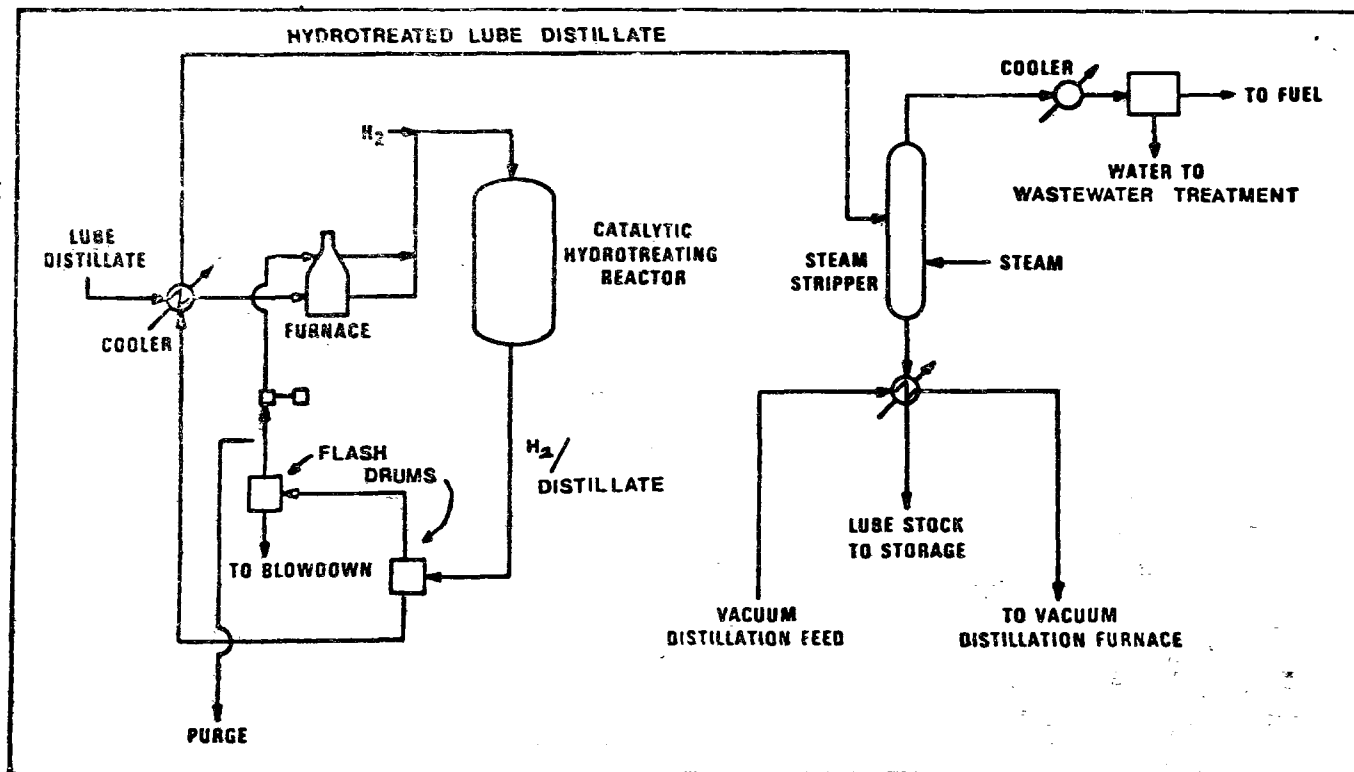 HYDROTREATED LUBE DISTILLATE
COOLER
TO FUEL
H2
WATER TO
WASTEWATER TREATMENT
LUBE
DISTILLATE
CATALYTIC
HYDROTREATING
REACTOR
STEAM
STRIPPER
STEAM
COOLER
FURNACE
FLASH
DRUMS
H2/
DISTILLATE
LUBE STOCK
TO STORAGE
TO BLOWDOWN
VACUUM
DISTILLATION FEED
TO VACUUM
DISTILLATION FURNACE
PURGE